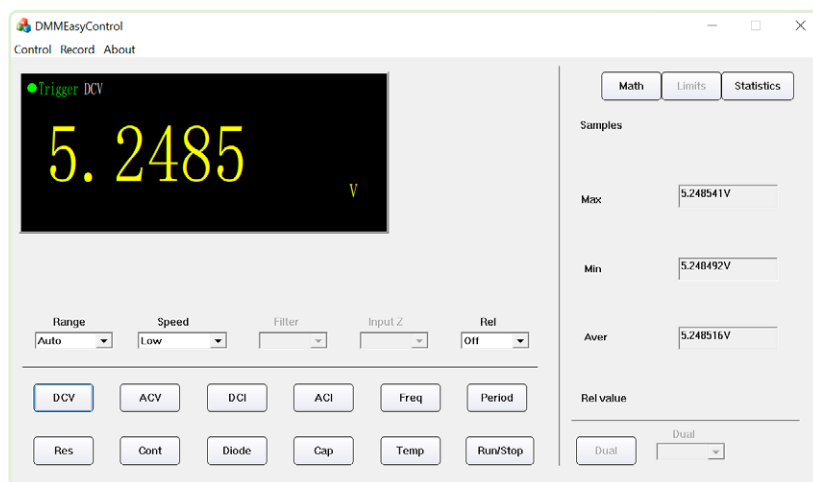 DMMEasyControl
Control Record About
Trigger DCV
5.2485
V
Range Speed Filter Input Z Rel
Auto Low Off
DCV ACV DCI ACI Freq Period
Res Cont Diode Cap Temp Run/Stop
Math Limits Statistics
Samples
Max 5.248541V
Min 5.248492V
Aver 5.248516V
Rel value
Dual
Dual